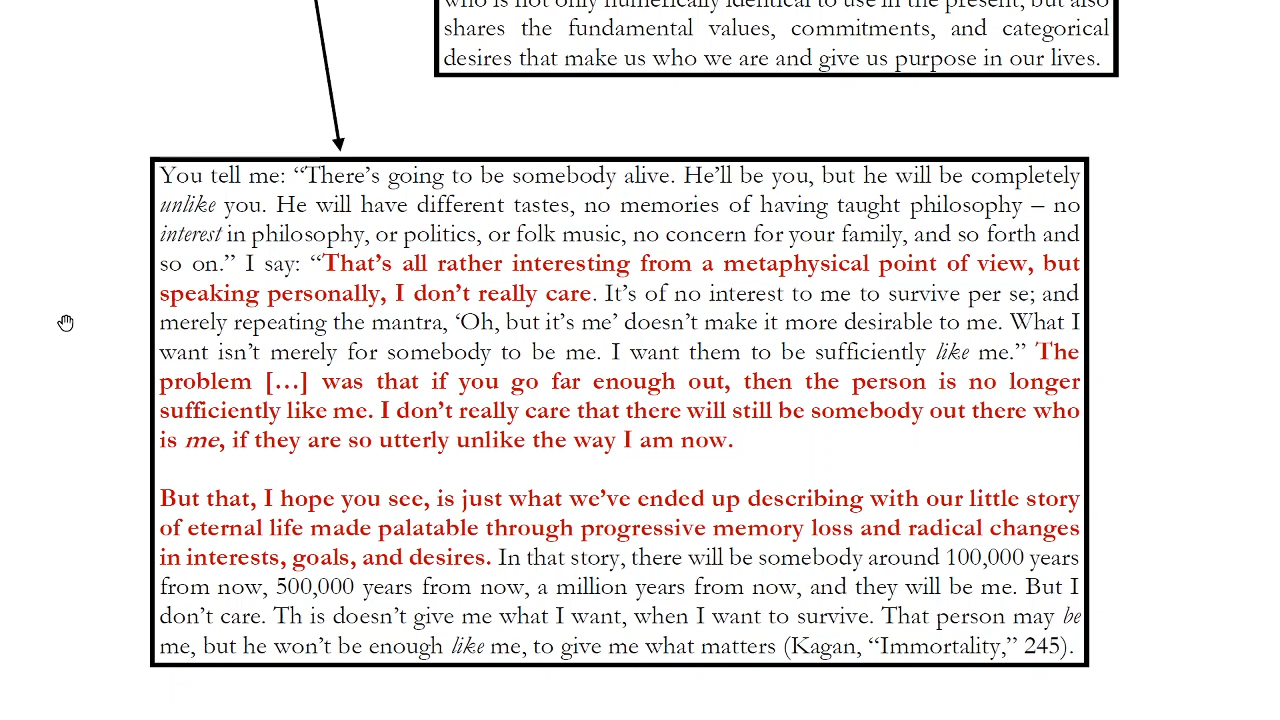 who is not only numerically identical to use in the present, but also
shares the fundamental values, commitments, and categorical
desires that make us who we are and give us purpose in our lives.
You tell me: “There’s going to be somebody alive. He’ll be you, but he will be completely
unlike you. He will have different tastes, no memories of having taught philosophy – no
interest in philosophy, or politics, or folk music, no concern for your family, and so forth and
so on.” I say: “That’s all rather interesting from a metaphysical point of view, but
speaking personally, I don’t really care. It’s of no interest to me to survive per se; and
merely repeating the mantra, ‘Oh, but it’s me’ doesn’t make it more desirable to me. What I
want isn’t merely for somebody to be me. I want them to be sufficiently like me.” The
problem […] was that if you go far enough out, then the person is no longer
sufficiently like me. I don’t really care that there will still be somebody out there who
is me, if they are so utterly unlike the way I am now.
But that, I hope you see, is just what we’ve ended up describing with our little story
of eternal life made palatable through progressive memory loss and radical changes
in interests, goals, and desires. In that story, there will be somebody around 100,000 years
from now, 500,000 years from now, a million years from now, and they will be me. But I
don’t care. Th is doesn’t give me what I want, when I want to survive. That person may be
me, but he won’t be enough like me, to give me what matters (Kagan, “Immortality,” 245).